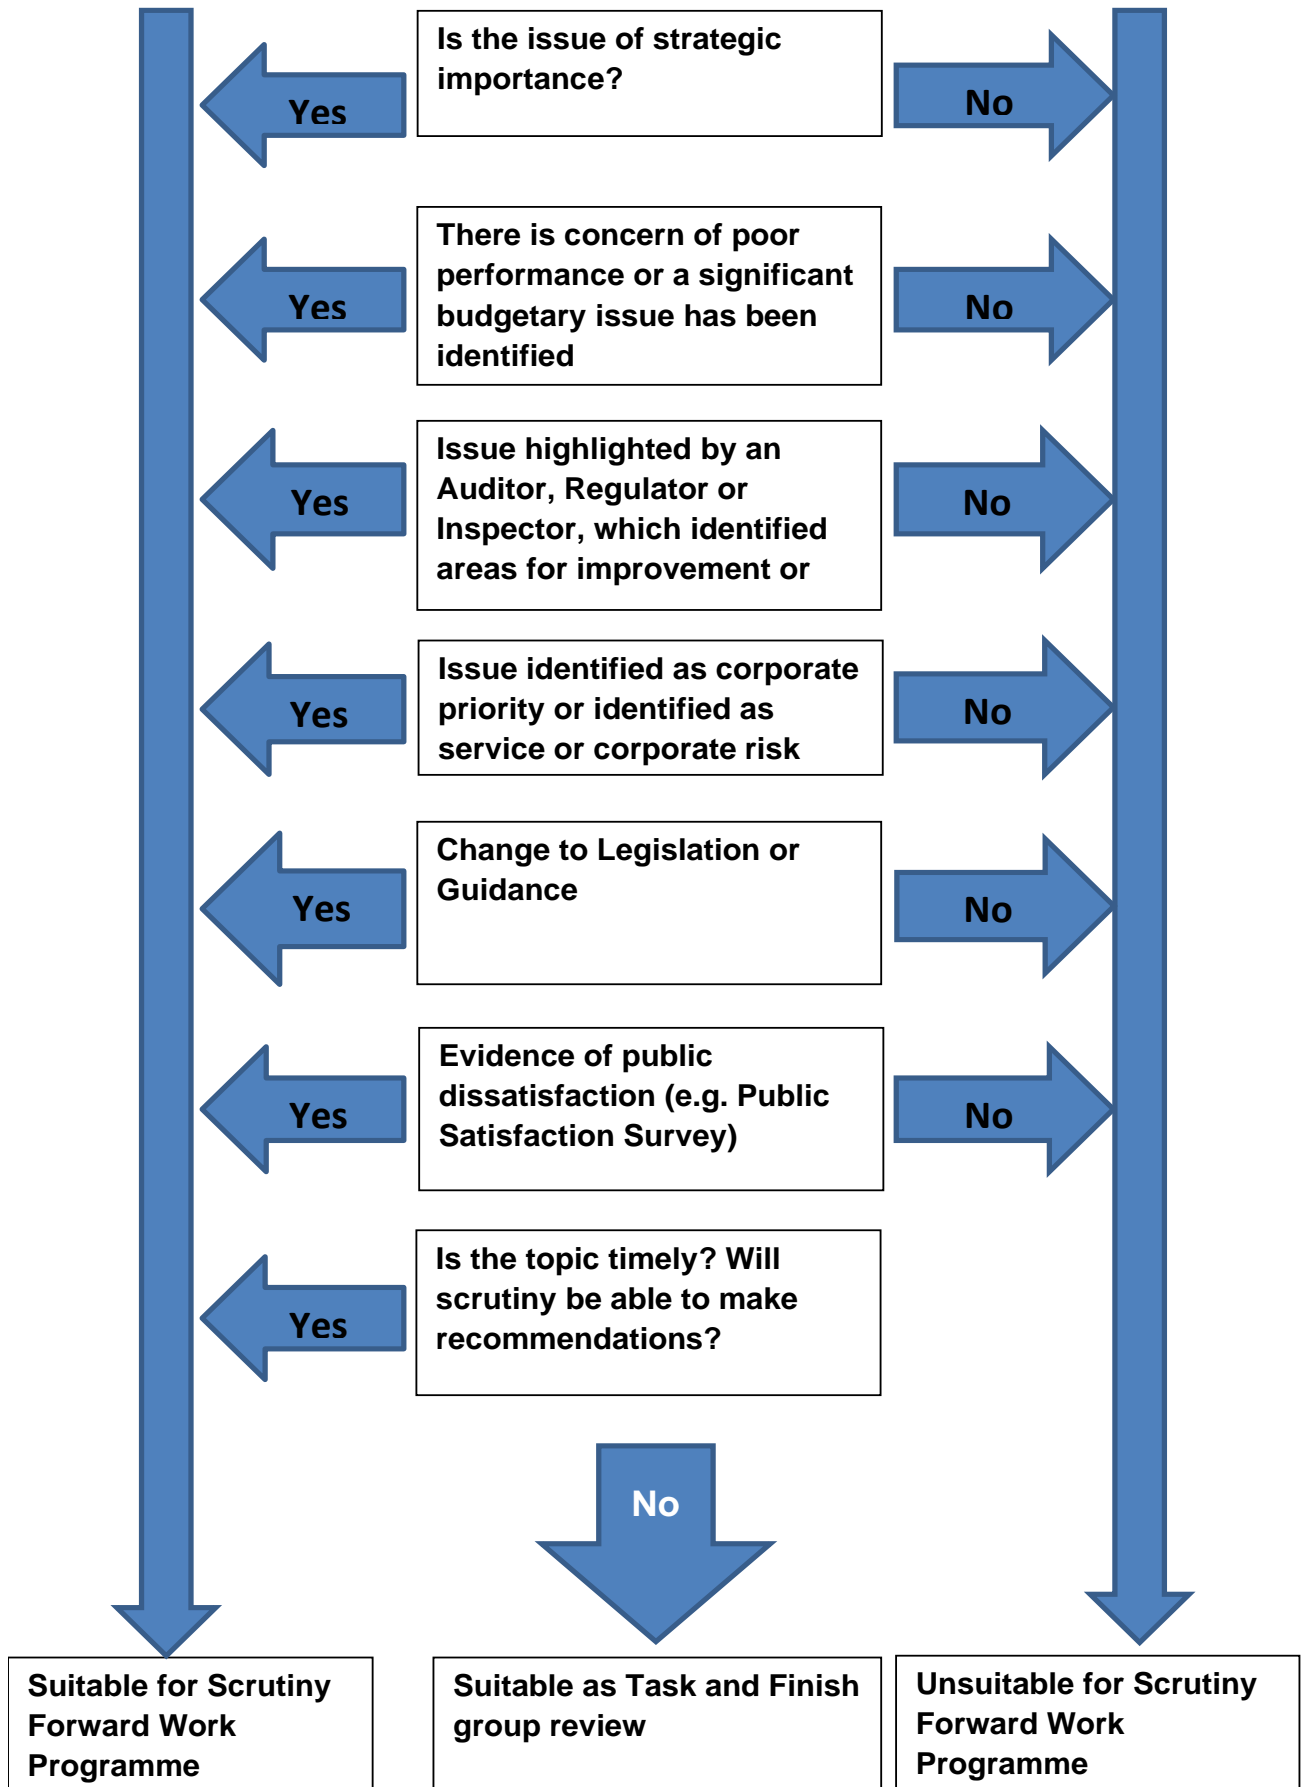 Is the issue of strategic
importance?
Yes
No
There is concern of poor
performance or a significant
budgetary issue has been
identified
Yes
No
Issue highlighted by an
Auditor, Regulator or
Inspector, which identified
areas for improvement or
Yes
No
Issue identified as corporate
priority or identified as
service or corporate risk
Yes
No
Change to Legislation or
Guidance
Yes
No
Evidence of public
dissatisfaction (e.g. Public
Satisfaction Survey)
Yes
No
Is the topic timely? Will
scrutiny be able to make
recommendations?
Yes
No
Suitable for Scrutiny
Forward Work
Programme
Suitable as Task and Finish
group review
Unsuitable for Scrutiny
Forward Work
Programme